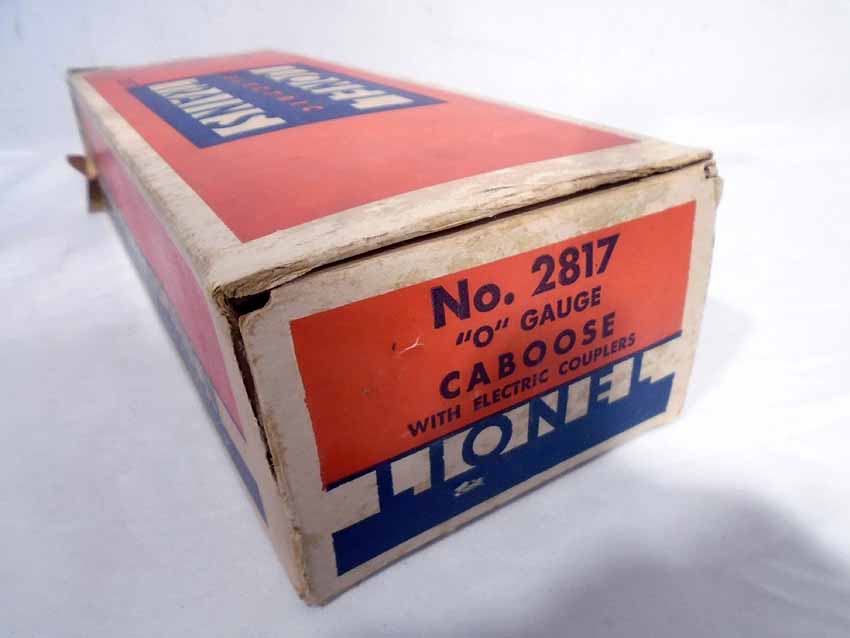 LIONEL
ELECTRIC
TRAINS
No. 2817
"O" GAUGE
CABOOSE
WITH ELECTRIC COUPLERS
LIONEL